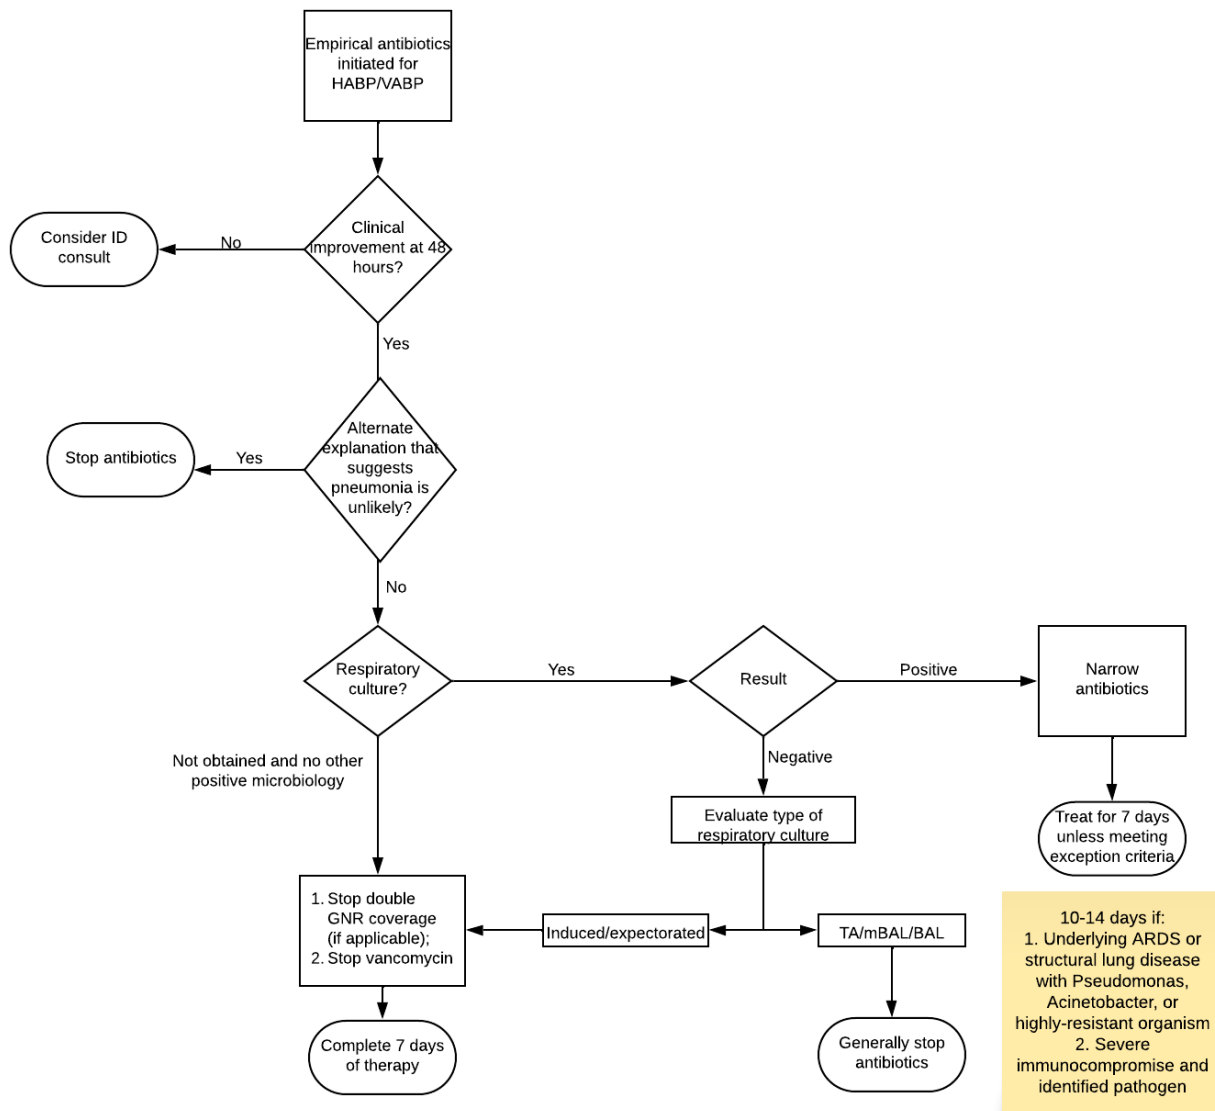 Empirical antibiotics
initiated for
HABP/VABP
Clinical
improvement at 48
hours?
No
Consider ID
consult
Yes
Alternate
explanation that
suggests
pneumonia is
unlikely?
Yes
Stop antibiotics
No
Respiratory
culture?
Yes
Result
Positive
Narrow
antibiotics
Treat for 7 days
unless meeting
exception criteria
Negative
Evaluate type of
respiratory culture
Not obtained and no other
positive microbiology
1. Stop double
GNR coverage
(if applicable);
2. Stop vancomycin
Induced/expectorated
TA/mBAL/BAL
Complete 7 days
of therapy
Generally stop
antibiotics
10-14 days if:
1. Underlying ARDS or
structural lung disease
with Pseudomonas,
Acinetobacter, or
highly-resistant organism
2. Severe
immunocompromise and
identified pathogen